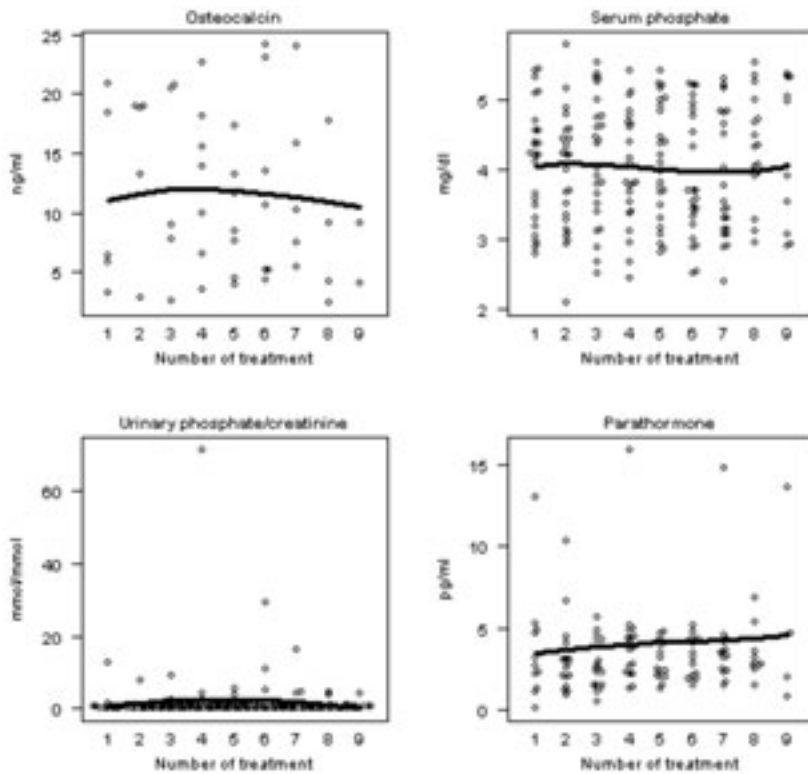 Osteocalcin
ng/ml
25
20
15
10
5
1 2 3 4 5 6 7 8 9
Number of treatment
Serum phosphate
mg/dl
5
4
3
2
1 2 3 4 5 6 7 8 9
Number of treatment
Urinary phosphate/creatinine
mmol/mmol
60
40
20
0
1 2 3 4 5 6 7 8 9
Number of treatment
Parathormone
pg/ml
15
10
5
0
1 2 3 4 5 6 7 8 9
Number of treatment